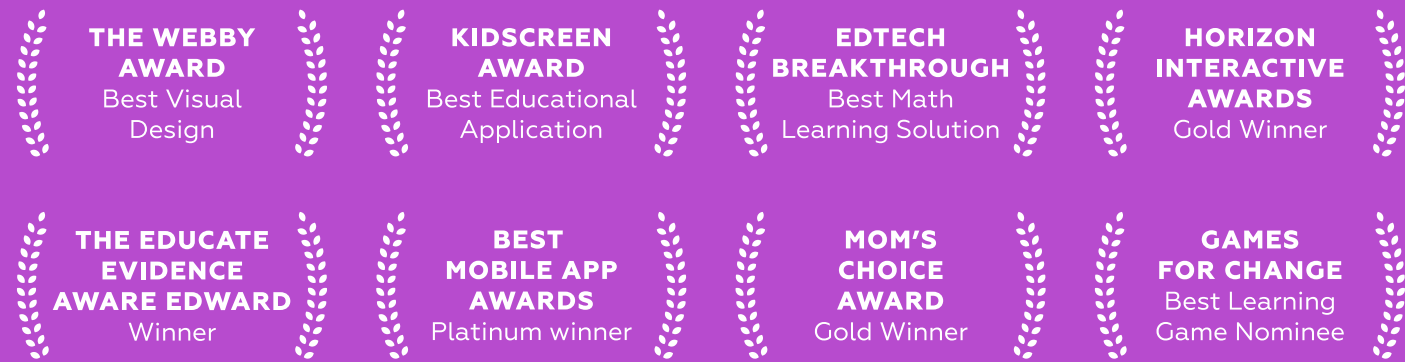 THE WEBBY
AWARD
Best Visual
Design
KIDSCREEN
AWARD
Best Educational
Application
EDTECH
BREAKTHROUGH
Best Math
Learning Solution
HORIZON
INTERACTIVE
AWARDS
Gold Winner
THE EDUCATE
EVIDENCE
AWARE EDWARD
Winner
BEST
MOBILE APP
AWARDS
Platinum winner
MOM’S
CHOICE
AWARD
Gold Winner
GAMES
FOR CHANGE
Best Learning
Game Nominee